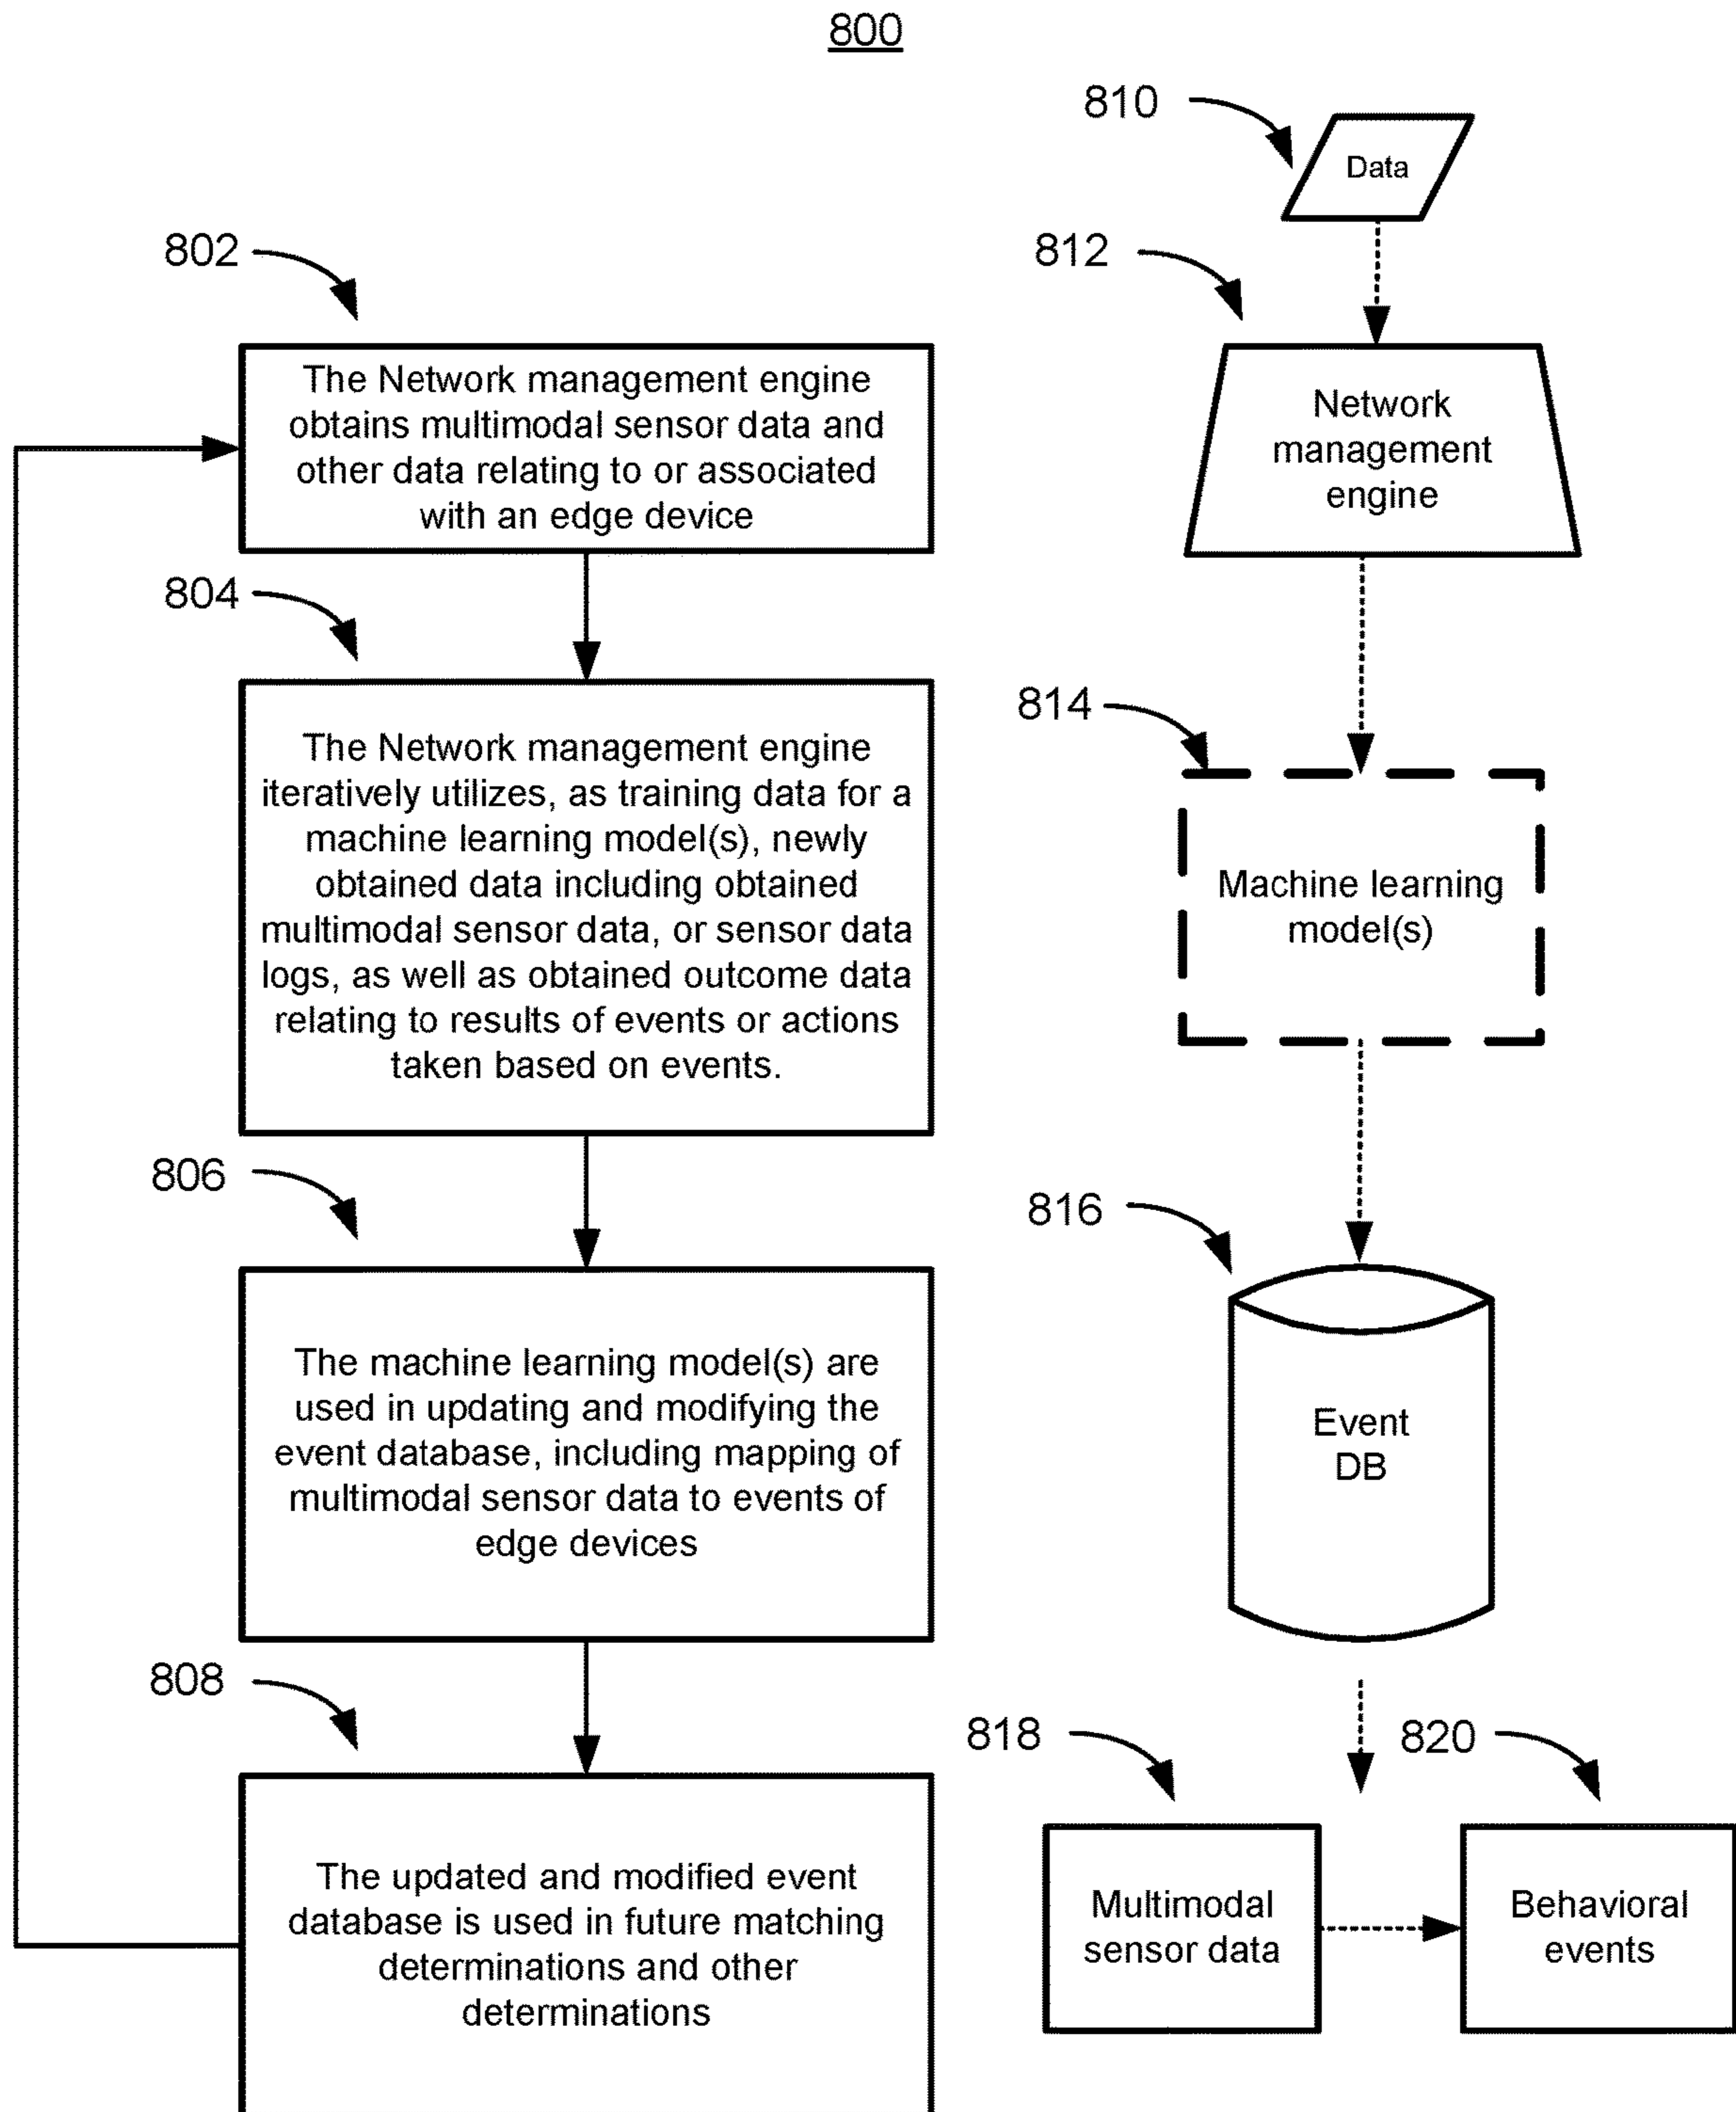 800
802
The Network management engine
obtains multimodal sensor data and
other data relating to or associated
with an edge device
804
The Network management engine
iteratively utilizes, as training data for a
machine learning model(s), newly
obtained data including obtained
multimodal sensor data, or sensor data
logs, as well as obtained outcome data
relating to results of events or actions
taken based on events.
806
The machine learning model(s) are
used in updating and modifying the
event database, including mapping of
multimodal sensor data to events of
edge devices
808
The updated and modified event
database is used in future matching
determinations and other
determinations
810
Data
812
Network
management
engine
814
Machine learning
model(s)
816
Event
DB
818
Multimodal
sensor data
820
Behavioral
events